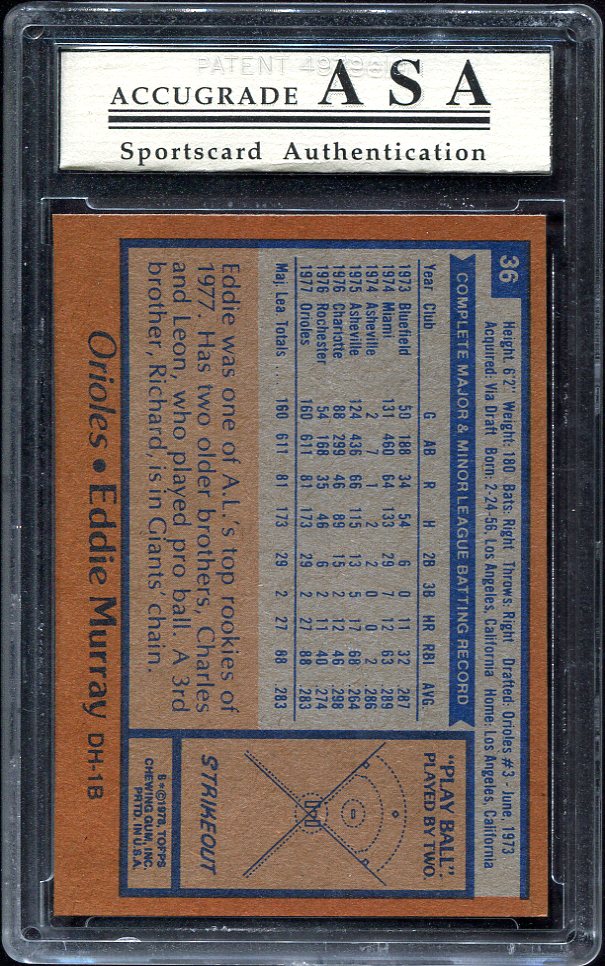 PATENT
ACCUGRADE ASA
Sportscard Authentication
36
Height: 6'2" Weight: 180 Bats: Right Throws: Right Drafted: Orioles #3 - June, 1973
Acquired: Via Draft Born: 2-24-56, Los Angeles, California Home: Los Angeles, California
COMPLETE MAJOR & MINOR LEAGUE BATTING RECORD
Year Club G AB R H 2B 3B HR RBI AVG.
1973 Bluefield 50 188 34 54 6 0 11 32 .287
1974 Miami 131 460 64 133 29 7 12 63 .289
1974 Asheville 2 7 1 2 2 0 0 2 .286
1975 Asheville 124 436 66 115 13 5 17 68 .264
1976 Charlotte 88 299 46 89 15 2 12 46 .298
1976 Rochester 54 168 35 46 6 2 11 40 .274
1977 Orioles 160 611 81 173 29 2 27 88 .283
Maj. Lea. Totals .... 160 611 81 173 29 2 27 88 .283
Eddie was one of A.L.'s top rookies of
1977. Has two older brothers, Charles
and Leon, who played pro ball. A 3rd
brother, Richard, is in Giants' chain.
"PLAY BALL"
PLAYED BY TWO.
STRIKEOUT
Orioles • Eddie Murray DH-1B
B*©1978, TOPPS
CHEWING GUM, INC.
PRTD. IN U.S.A.